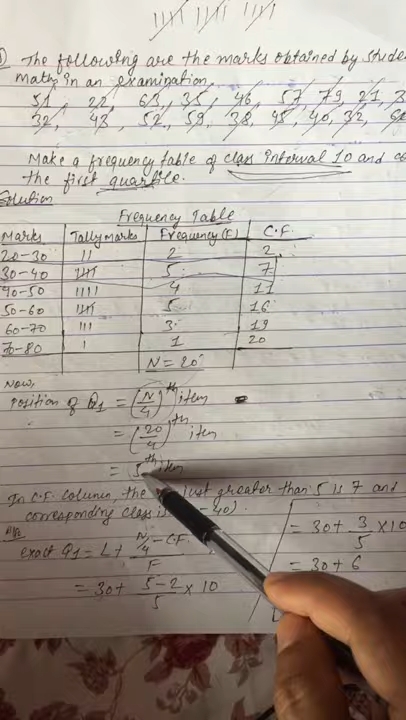 The following are the marks obtained by stude
math in an examination.
51, 22, 63, 35, 46, 57, 79, 21, 3
32, 43, 52, 59, 38, 45, 40, 32, 6
Make a frequency table of class interval 10 and
the first quartile.
Solution
Frequency Table
Marks Tally marks Frequency (F) C.F.
20-30 || 2 2
30-40 𝍸 5 7
40-50 |||| 4 11
50-60 𝍸 5 16
60-70 ||| 3 19
70-80 | 1 20
N = 20
Now,
Position of Q1 = (N/4)th item
= (20/4)th item
= 5th item
In C.F. column, the just greater than 5 is 7 and
corresponding class is - 40).
exact Q1 = L + N/4 - C.F. / F
= 30 + 5-2/5 × 10
= 30 + 3/5 × 10
= 30 + 6